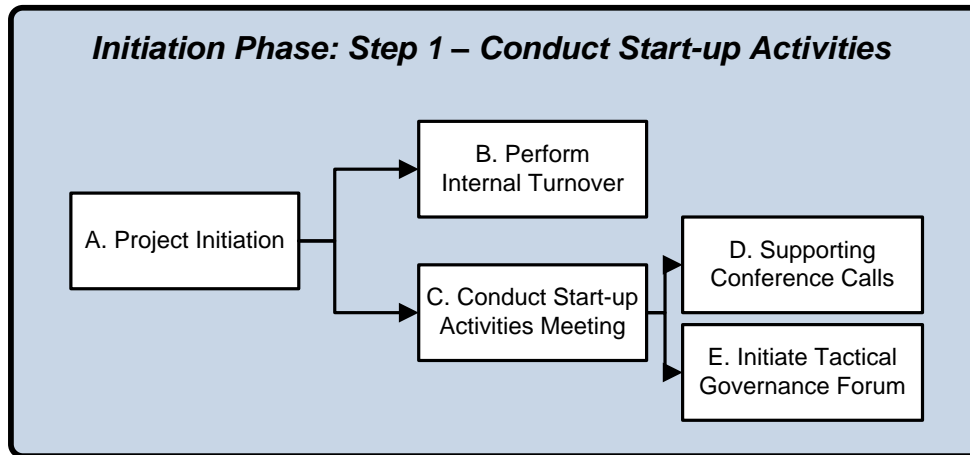 Initiation Phase: Step 1 – Conduct Start-up Activities
B. Perform
Internal Turnover
A. Project Initiation
C. Conduct Start-up
Activities Meeting
D. Supporting
Conference Calls
E. Initiate Tactical
Governance Forum